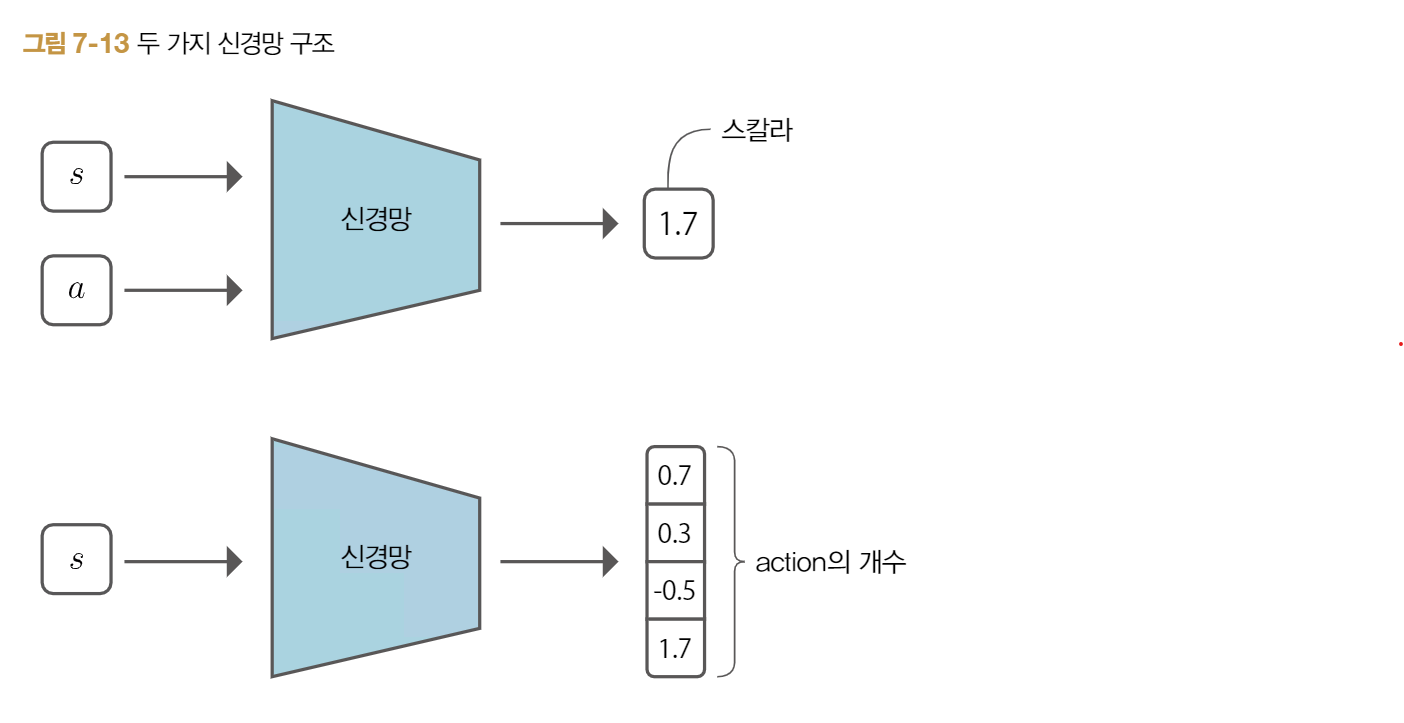 그림 7-13 두 가지 신경망 구조
스칼라
s
신경망
1.7
a
0.7
0.3
s
신경망
-0.5
action의 개수
1.7